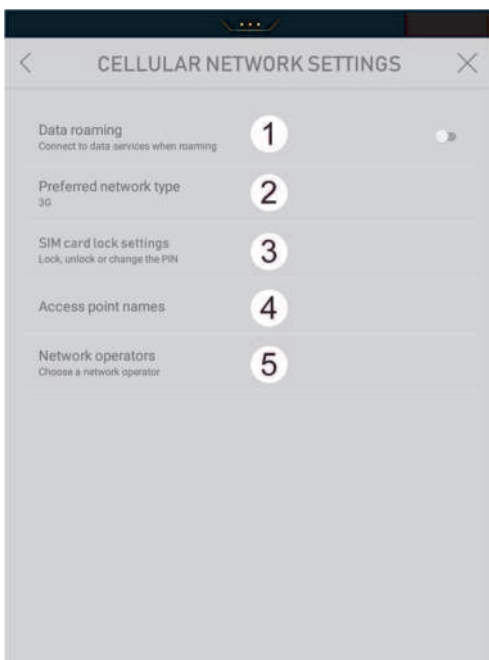 CELLULAR NETWORK SETTINGS
Data roaming
Connect to data services when roaming
1
Preferred network type
3G
2
SIM card lock settings
Lock, unlock or change the PIN
3
Access point names
4
Network operators
Choose a network operator
5